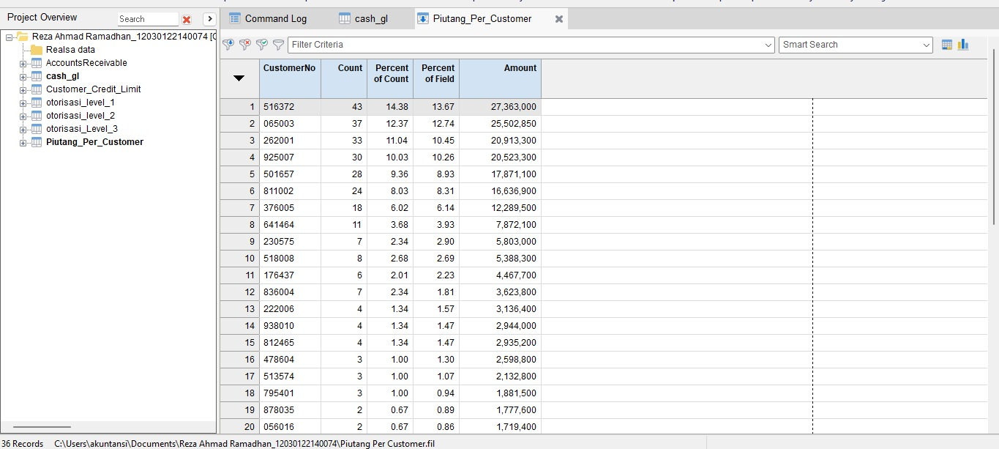 Project Overview
Search
Command Log
cash_gl
Piutang_Per_Customer
Reza Ahmad Ramadhan_12030122140074 [C
Realsa data
AccountsReceivable
cash_gl
Customer_Credit_Limit
otorisasi_level_1
otorisasi_level_2
otorisasi_Level_3
Piutang_Per_Customer
Filter Criteria
Smart Search
CustomerNo Count Percent of Count Percent of Field Amount
1 516372 43 14.38 13.67 27,363,000
2 065003 37 12.37 12.74 25,502,850
3 262001 33 11.04 10.45 20,913,300
4 925007 30 10.03 10.26 20,523,300
5 501657 28 9.36 8.93 17,871,100
6 811002 24 8.03 8.31 16,636,900
7 376005 18 6.02 6.14 12,289,500
8 641464 11 3.68 3.93 7,872,100
9 230575 7 2.34 2.90 5,803,000
10 518008 8 2.68 2.69 5,388,300
11 176437 6 2.01 2.23 4,467,700
12 836004 7 2.34 1.81 3,623,800
13 222006 4 1.34 1.57 3,136,400
14 938010 4 1.34 1.47 2,944,000
15 812465 4 1.34 1.47 2,935,200
16 478604 3 1.00 1.30 2,598,800
17 513574 3 1.00 1.07 2,132,800
18 795401 3 1.00 0.94 1,881,500
19 878035 2 0.67 0.89 1,777,600
20 056016 2 0.67 0.86 1,719,400
36 Records C:\Users\akuntansi\Documents\Reza Ahmad Ramadhan_12030122140074\Piutang Per Customer.fil